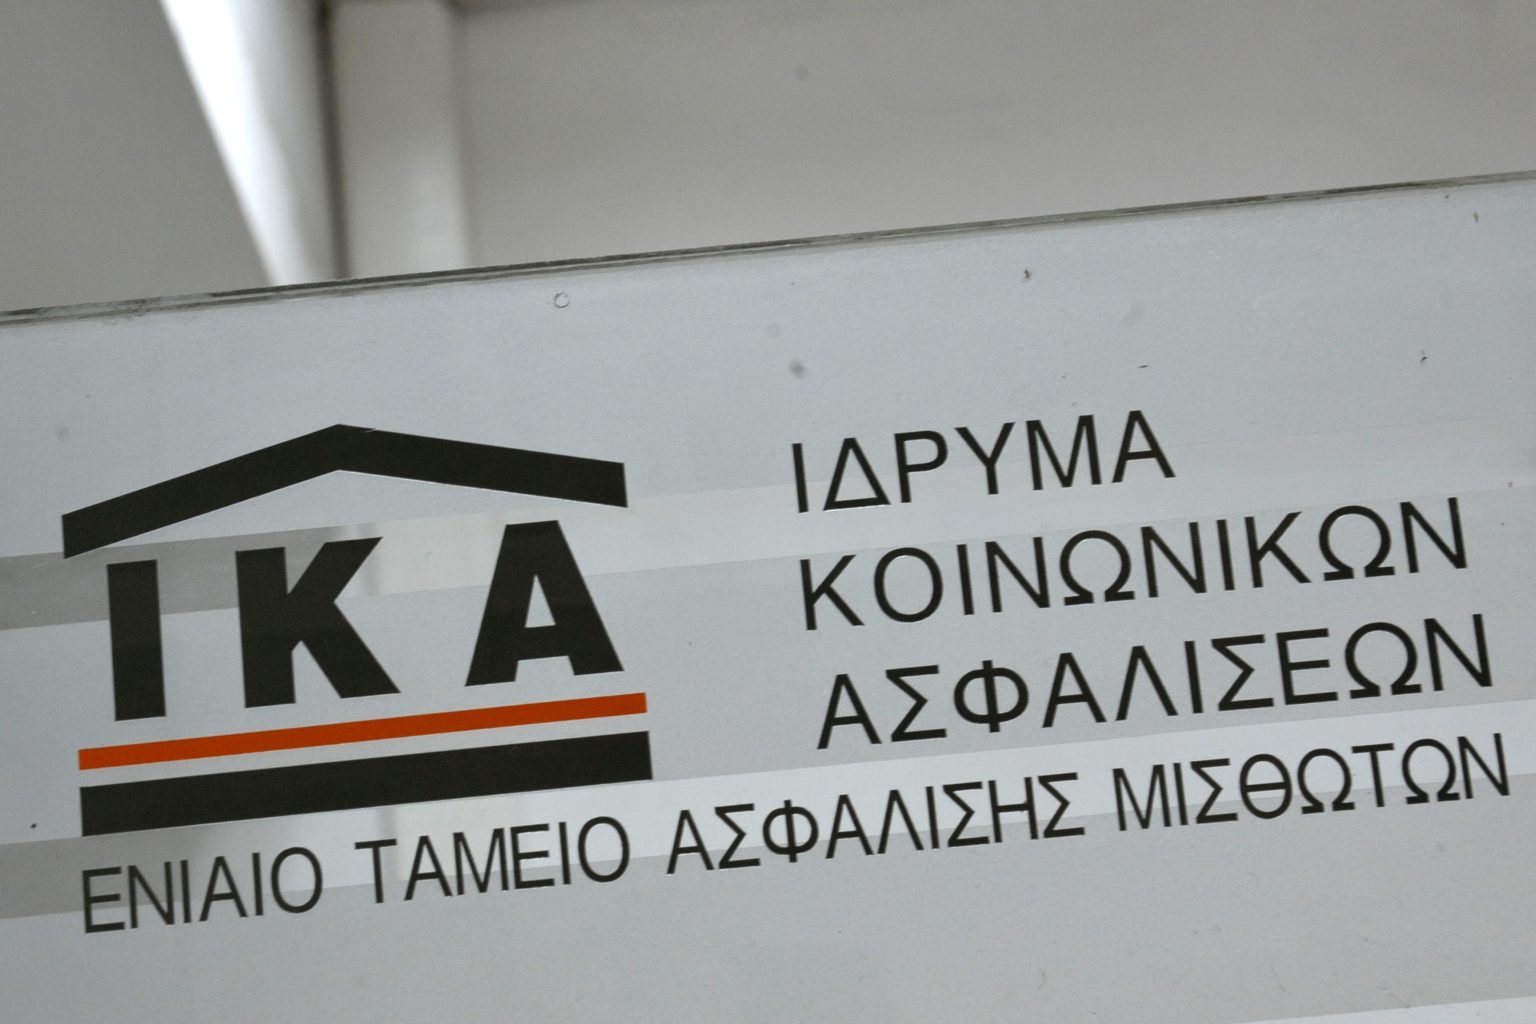 ΙΚΑ
ΙΔΡΥΜΑ
ΚΟΙΝΩΝΙΚΩΝ
ΑΣΦΑΛΙΣΕΩΝ
ΕΝΙΑΙΟ ΤΑΜΕΙΟ ΑΣΦΑΛΙΣΗΣ ΜΙΣΘΩΤΩΝ